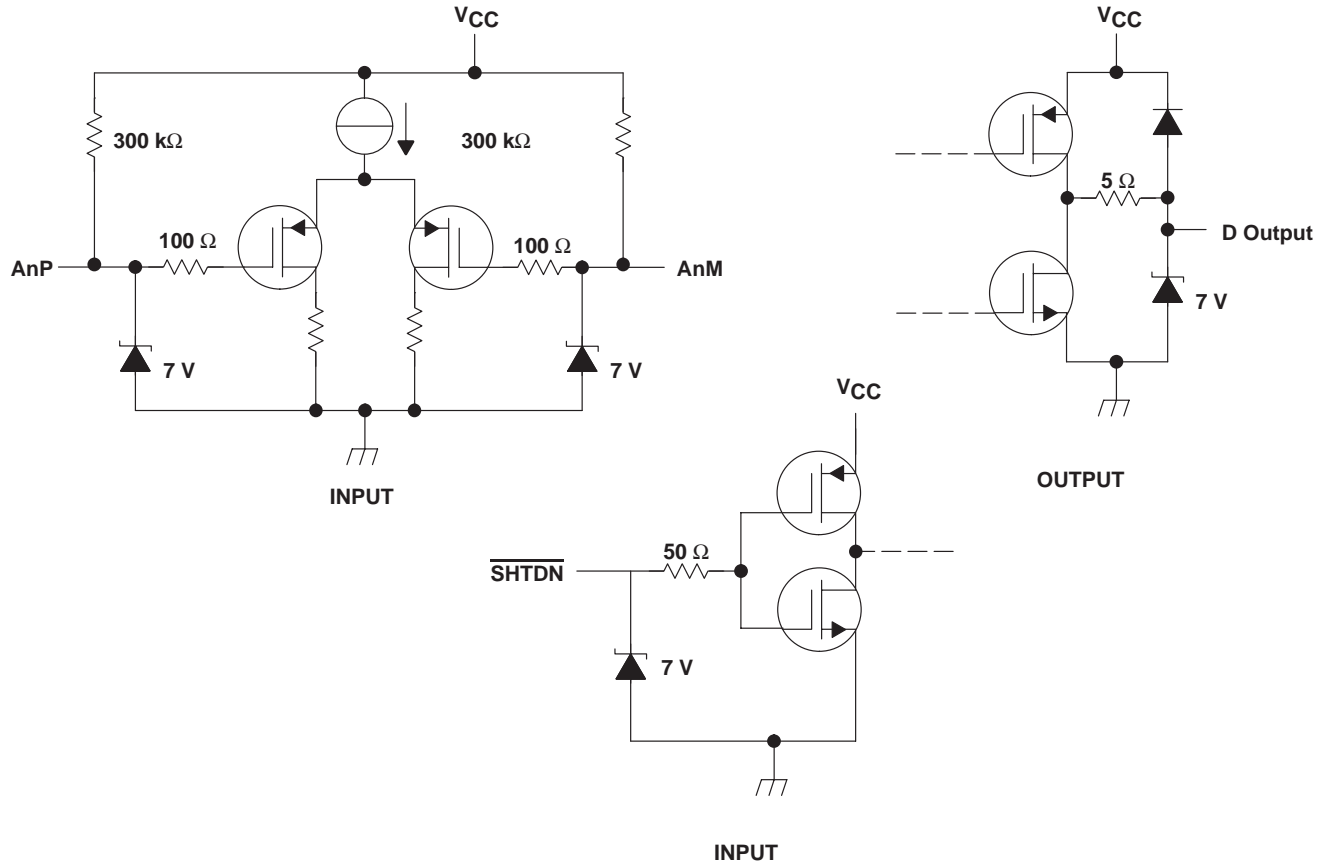 VCC
300 kΩ
300 kΩ
100 Ω
100 Ω
AnP
AnM
7 V
7 V
INPUT
VCC
5 Ω
D Output
7 V
OUTPUT
VCC
50 Ω
SHTDN
7 V
INPUT